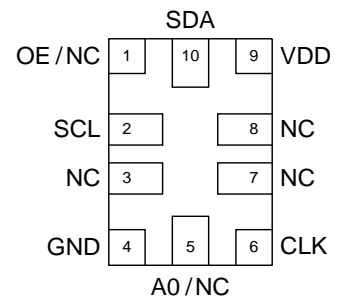 SDA
OE/NC 1 10 9 VDD
SCL 2 8 NC
NC 3 7 NC
GND 4 5 6 CLK
A0/NC